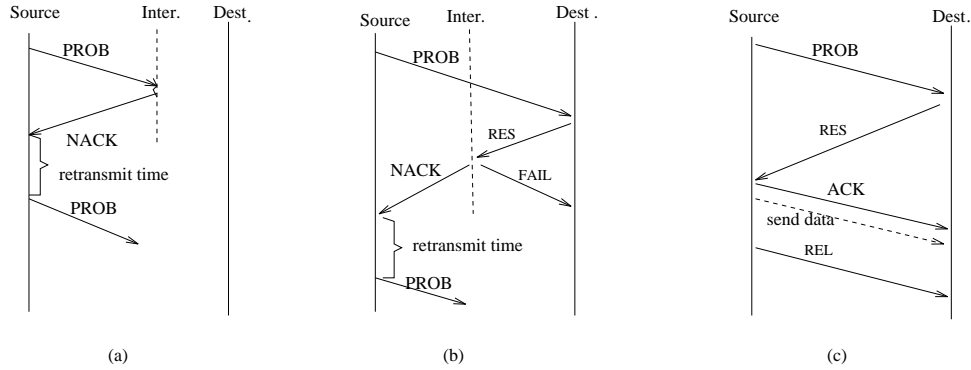 Source Inter. Dest.
PROB
NACK
retransmit time
PROB
(a)
Source Inter. Dest .
PROB
RES
NACK
FAIL
retransmit time
PROB
(b)
Source Dest.
PROB
RES
ACK
send data
REL
(c)